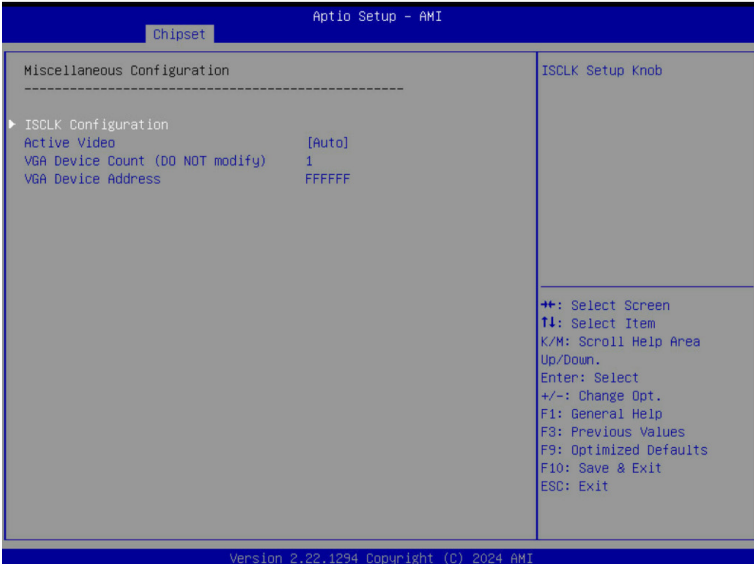 Aptio Setup – AMI
Chipset
Miscellaneous Configuration
--------------------------------------------------
ISCLK Configuration
Active Video [Auto]
VGA Device Count (DO NOT modify) 1
VGA Device Address FFFFFF
ISCLK Setup Knob
→←: Select Screen
↑↓: Select Item
K/M: Scroll Help Area
Up/Down.
Enter: Select
+/-: Change Opt.
F1: General Help
F3: Previous Values
F9: Optimized Defaults
F10: Save & Exit
ESC: Exit
Version 2.22.1294 Copyright (C) 2024 AMI